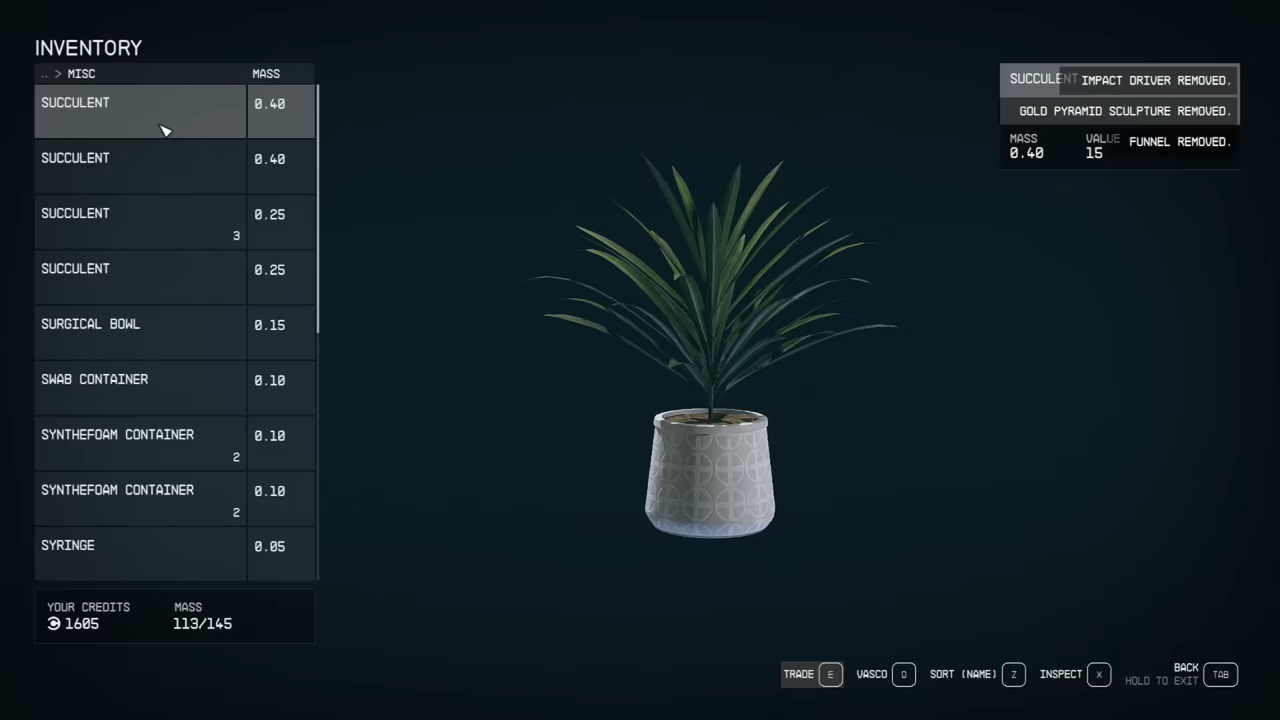 INVENTORY
.. > MISC MASS
SUCCULENT 0.40
SUCCULENT 0.40
SUCCULENT 0.25
3
SUCCULENT 0.25
SURGICAL BOWL 0.15
SWAB CONTAINER 0.10
SYNTHEFOAM CONTAINER 0.10
2
SYNTHEFOAM CONTAINER 0.10
2
SYRINGE 0.05
YOUR CREDITS MASS
1605 113/145
SUCCULENT IMPACT DRIVER REMOVED.
GOLD PYRAMID SCULPTURE REMOVED.
MASS VALUE FUNNEL REMOVED.
0.40 15
TRADE E VASCO Q SORT (NAME) Z INSPECT X BACK TAB
HOLD TO EXIT